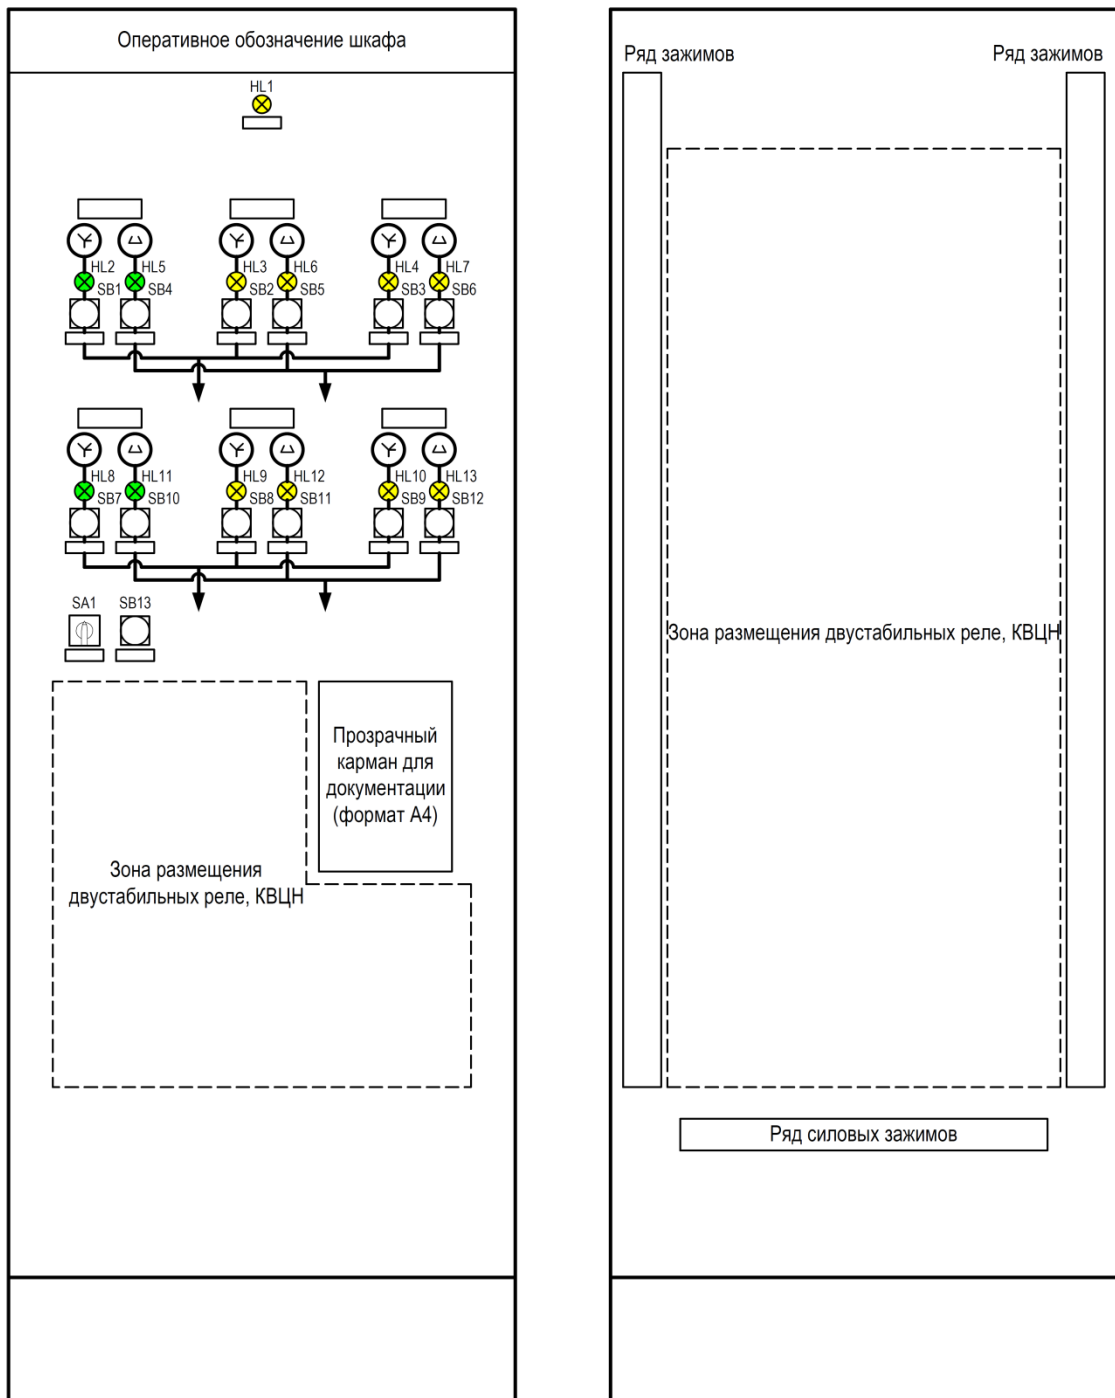 Оперативное обозначение шкафа
HL1
HL2
SB1
HL5
SB4
HL3
SB2
HL6
SB5
HL4
SB3
HL7
SB6
HL8
SB7
HL11
SB10
HL9
SB8
HL12
SB11
HL10
SB9
HL13
SB12
SA1
SB13
Прозрачный
карман для
документации
(формат А4)
Зона размещения
двустабильных реле, КВЦН
Ряд зажимов
Ряд зажимов
Зона размещения двустабильных реле, КВЦН
Ряд силовых зажимов